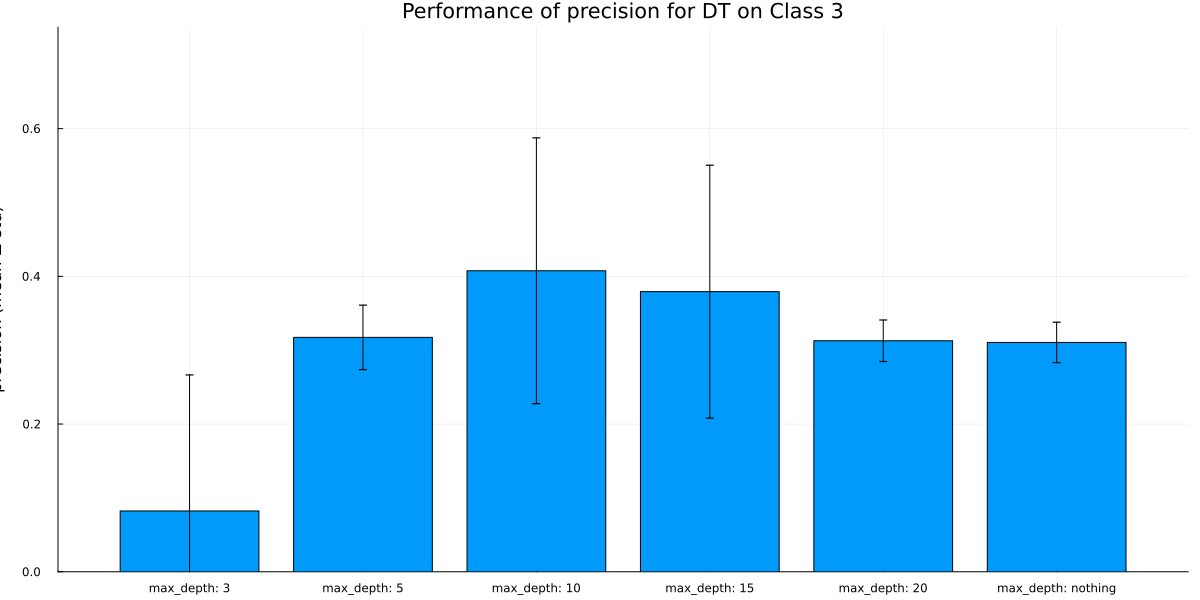 Performance of precision for DT on Class 3
0.6
0.4
0.2
0.0
max_depth: 3 max_depth: 5 max_depth: 10 max_depth: 15 max_depth: 20 max_depth: nothing